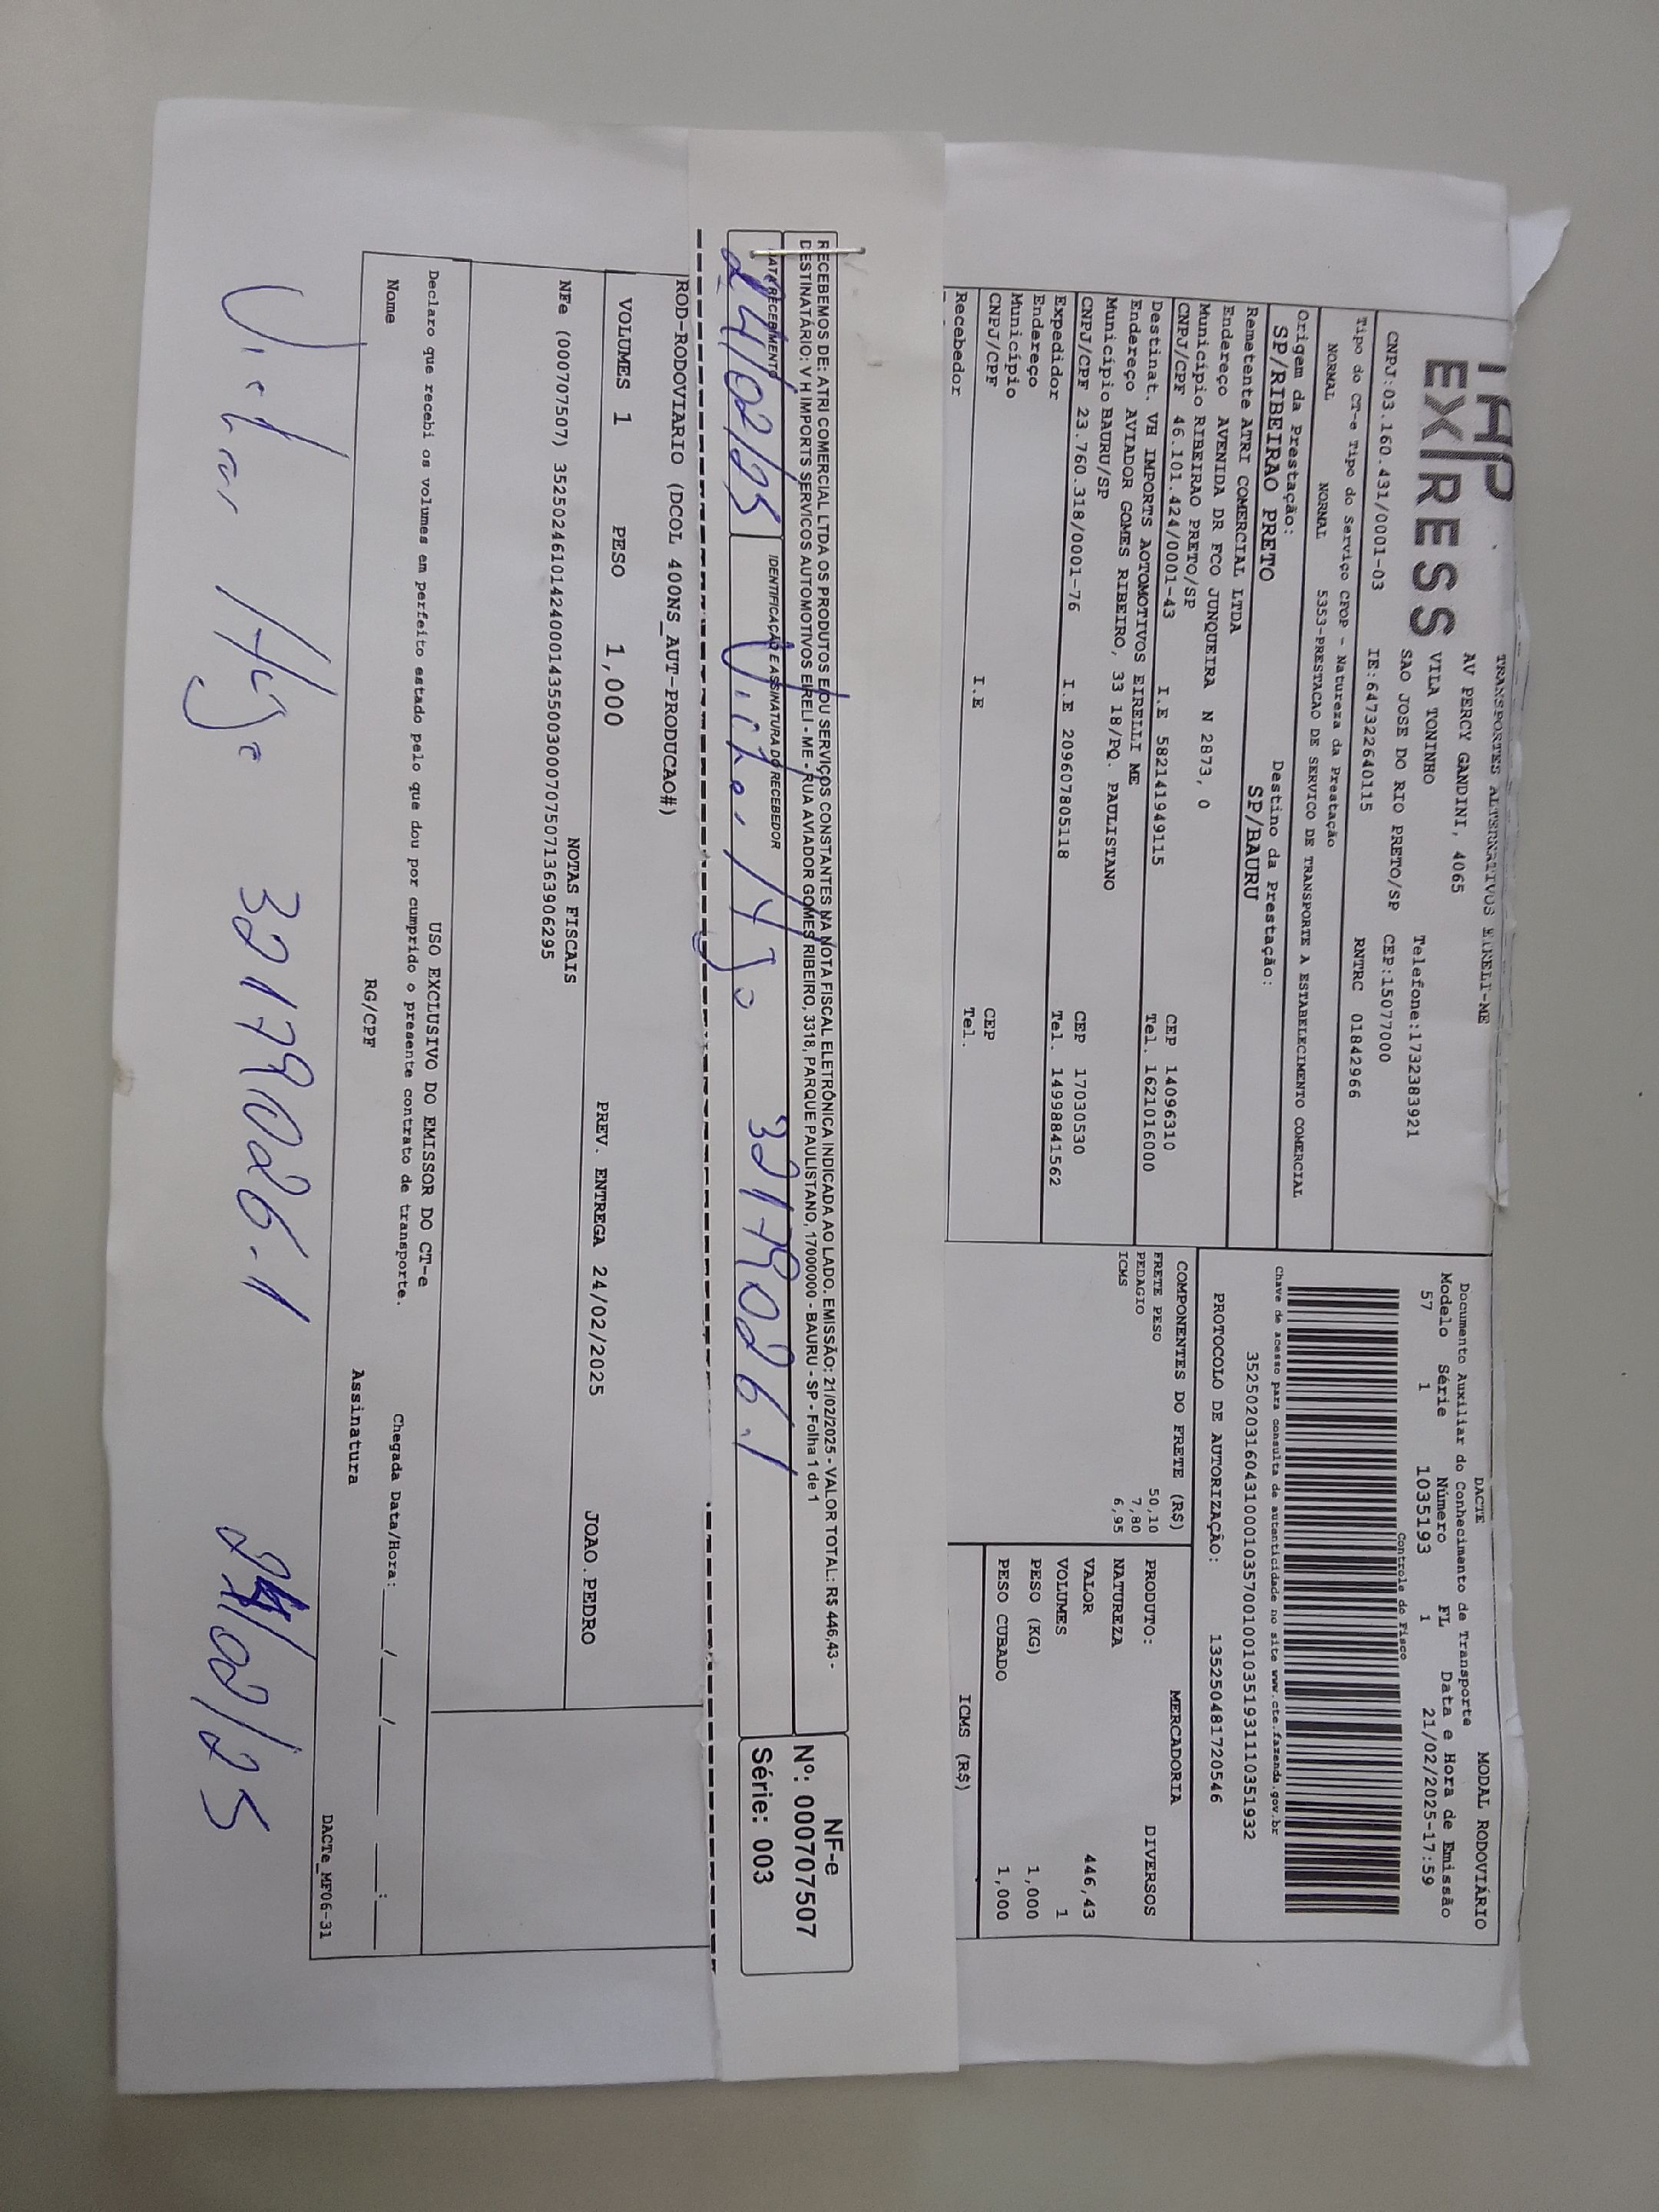 TAP
EXPRESS
TRANSPORTES ALTERNATIVOS EIRELI-ME
AV PERCY GANDINI, 4065
VILA TONINHO
Telefone:1732383921
SAO JOSE DO RIO PRETO/SP CEP:15077000
CNPJ:03.160.431/0001-03 IE:647322640115 RNTRC 01842966
Tipo do CT-e Tipo do Serviço CFOP - Natureza da Prestação
NORMAL NORMAL 5353-PRESTACAO DE SERVICO DE TRANSPORTE A ESTABELECIMENTO COMERCIAL
Origem da Prestação: Destino da Prestação:
SP/RIBEIRAO PRETO SP/BAURU
Remetente ATRI COMERCIAL LTDA
Endereço AVENIDA DR FCO JUNQUEIRA N 2873, 0
Município RIBEIRAO PRETO/SP CEP 14096310
CNPJ/CPF 46.101.424/0001-43 I.E 582141949115 Tel. 1621016000
Destinat. VH IMPORTS AOTOMOTIVOS EIRELLI ME
Endereço AVIADOR GOMES RIBEIRO, 33 18/PQ. PAULISTANO
Município BAURU/SP CEP 17030530
CNPJ/CPF 23.760.318/0001-76 I.E 209607805118 Tel. 14998841562
Expedidor
Endereço
Município CEP
CNPJ/CPF I.E Tel.
Recebedor
DACTE MODAL RODOVIÁRIO
Documento Auxiliar do Conhecimento de Transporte
Modelo Série Número FL Data e Hora de Emissão
57 1 1035193 1 21/02/2025-17:59
Controle do Fisco
Chave de acesso para consulta de autenticidade no site www.cte.fazenda.gov.br
35250203160431000103570010010351931110351932
PROTOCOLO DE AUTORIZAÇÃO: 135250481720546
COMPONENTES DO FRETE (R$)
FRETE PESO 50,10
PEDAGIO 7,80
ICMS 6,95
MERCADORIA
PRODUTO: DIVERSOS
NATUREZA
VALOR 446,43
VOLUMES 1
PESO (KG) 1,000
PESO CUBADO 1,000
ICMS (R$)
RECEBEMOS DE: ATRI COMERCIAL LTDA OS PRODUTOS E/OU SERVIÇOS CONSTANTES NA NOTA FISCAL ELETRÔNICA INDICADA AO LADO. EMISSÃO: 21/02/2025 - VALOR TOTAL: R$ 446,43 -
DESTINATÁRIO: V H IMPORTS SERVICOS AUTOMOTIVOS EIRELI - ME - RUA AVIADOR GOMES RIBEIRO, 3318, PARQUE PAULISTANO, 17000000 - BAURU - SP - Folha 1 de 1
DATA RECEBIMENTO IDENTIFICAÇÃO E ASSINATURA DO RECEBEDOR
24/02/25 Victor Hugo 32179026.1
NF-e
Nº: 000707507
Série: 003
ROD-RODOVIARIO (DCOL 400NS_AUT-PRODUCAO#)
VOLUMES 1 PESO 1,000 PREV. ENTREGA 24/02/2025 JOAO.PEDRO
NOTAS FISCAIS
NFe (000707507) 35250246101424000143550030007075071363906295
USO EXCLUSIVO DO EMISSOR DO CT-e
Declaro que recebi os volumes em perfeito estado pelo que dou por cumprido o presente contrato de transporte. Chegada Data/Hora: ____/____/______ ___:___
Nome RG/CPF Assinatura
DACTe_MF06-31
Victor Hugo 32179026.1 24/02/25